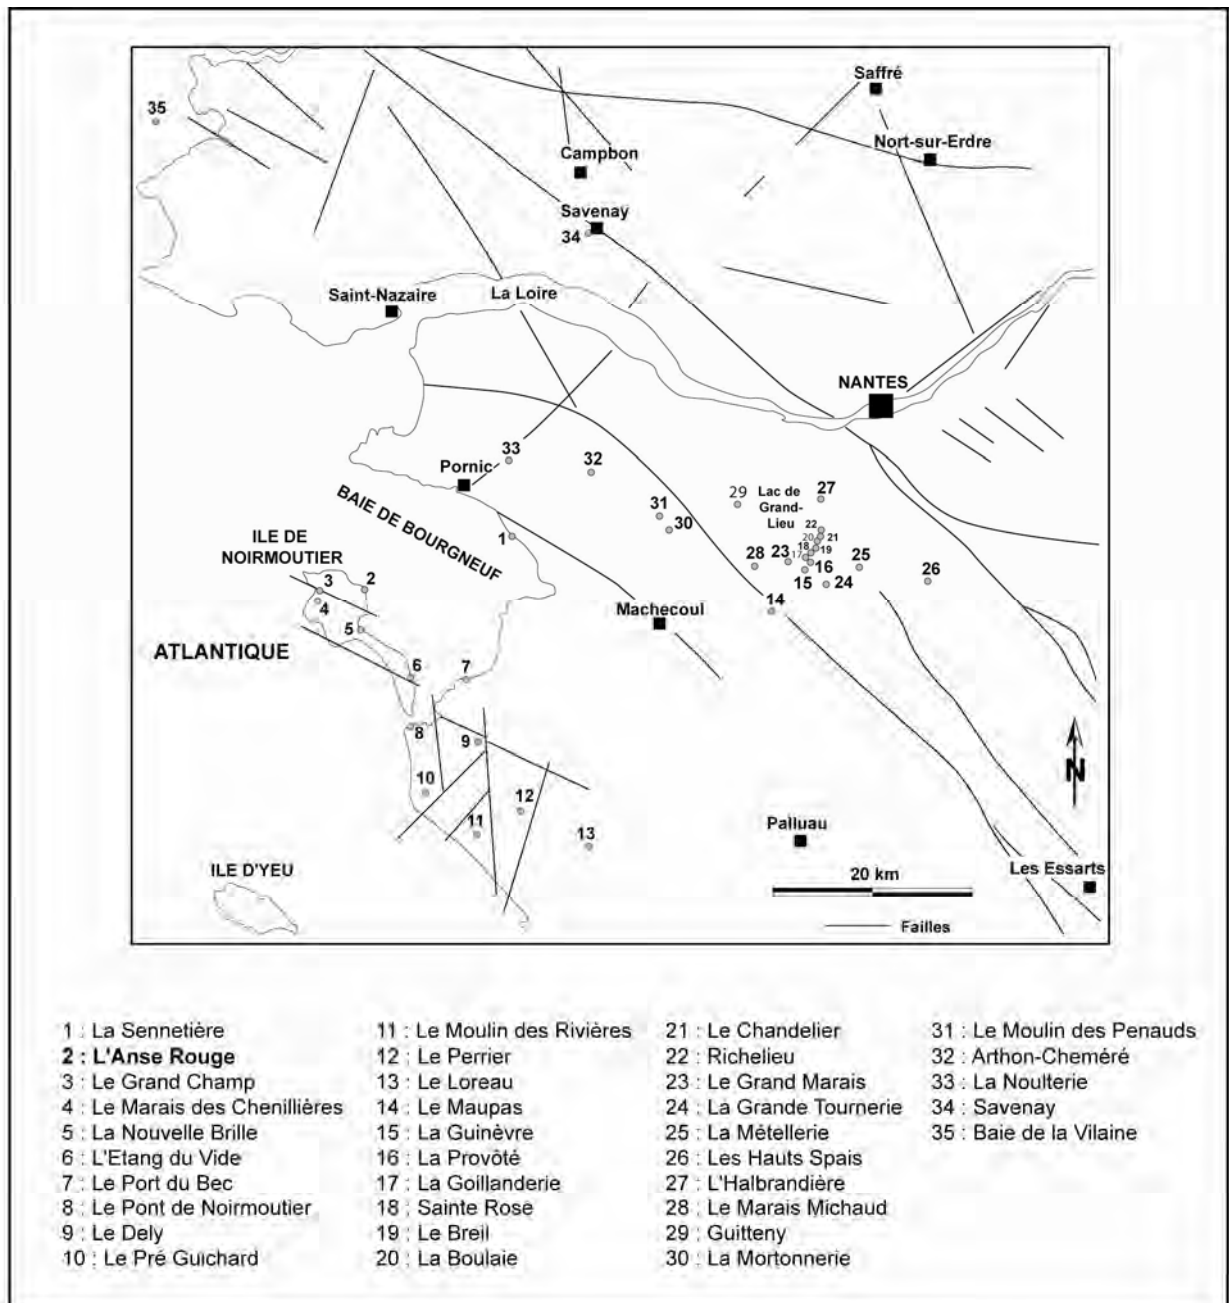 Saffré
35
Nort-sur-Erdre
Campbon
Savenay
34
Saint-Nazaire
La Loire
NANTES
33
32
Pornic
29
Lac de
Grand-
Lieu
27
BAIE DE BOURGNEUF
31
30
22
20
21
ILE DE
NOIRMOUTIER
1
18
19
17
28
23
16
25
26
15
24
3
2
4
14
Machecoul
5
ATLANTIQUE
6
7
8
9
N
10
12
11
13
Palluau
ILE D'YEU
20 km
Les Essarts
Failles
1 : La Sennetière
2 : L'Anse Rouge
3 : Le Grand Champ
4 : Le Marais des Chenillières
5 : La Nouvelle Brille
6 : L'Etang du Vide
7 : Le Port du Bec
8 : Le Pont de Noirmoutier
9 : Le Dely
10 : Le Pré Guichard
11 : Le Moulin des Rivières
12 : Le Perrier
13 : Le Loreau
14 : Le Maupas
15 : La Guinèvre
16 : La Provôté
17 : La Goillanderie
18 : Sainte Rose
19 : Le Breil
20 : La Boulaie
21 : Le Chandelier
22 : Richelieu
23 : Le Grand Marais
24 : La Grande Tournerie
25 : La Métellerie
26 : Les Hauts Spais
27 : L'Halbrandière
28 : Le Marais Michaud
29 : Guitteny
30 : La Mortonnerie
31 : Le Moulin des Penauds
32 : Arthon-Cheméré
33 : La Noulterie
34 : Savenay
35 : Baie de la Vilaine